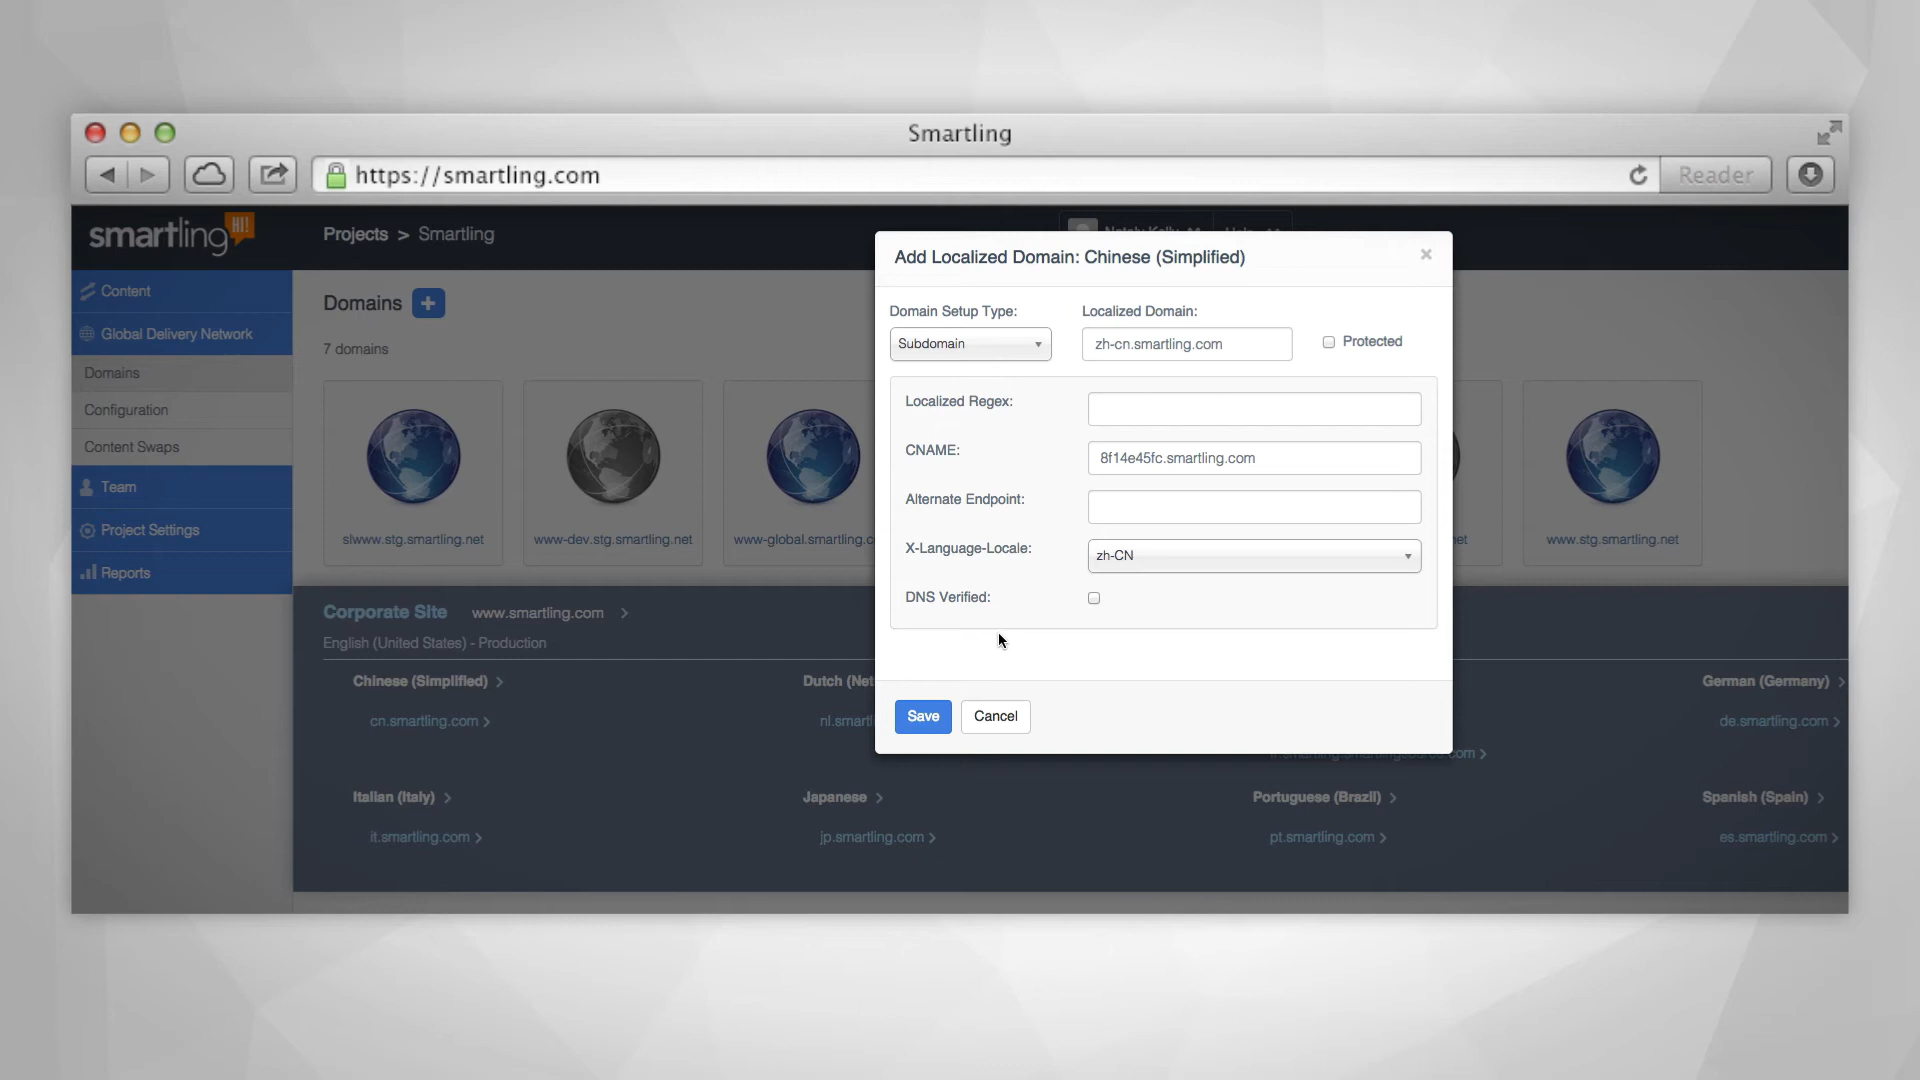 Smartling
https://smartling.com
Reader
smartling HI!
Projects > Smartling
Content
Global Delivery Network
Domains
Configuration
Content Swaps
Team
Project Settings
Reports
Domains +
7 domains
slwww.stg.smartling.net
www-dev.stg.smartling.net
www-global.smartling.c
et
www.stg.smartling.net
Add Localized Domain: Chinese (Simplified)
Domain Setup Type:
Subdomain
Localized Domain:
zh-cn.smartling.com
Protected
Localized Regex:
CNAME:
8f14e45fc.smartling.com
Alternate Endpoint:
X-Language-Locale:
zh-CN
DNS Verified:
Save
Cancel
Corporate Site www.smartling.com >
English (United States) - Production
Chinese (Simplified) >
cn.smartling.com >
Dutch (Net
nl.smartl
German (Germany) >
de.smartling.com >
Italian (Italy) >
it.smartling.com >
Japanese >
jp.smartling.com >
Portuguese (Brazil) >
pt.smartling.com >
Spanish (Spain) >
es.smartling.com >